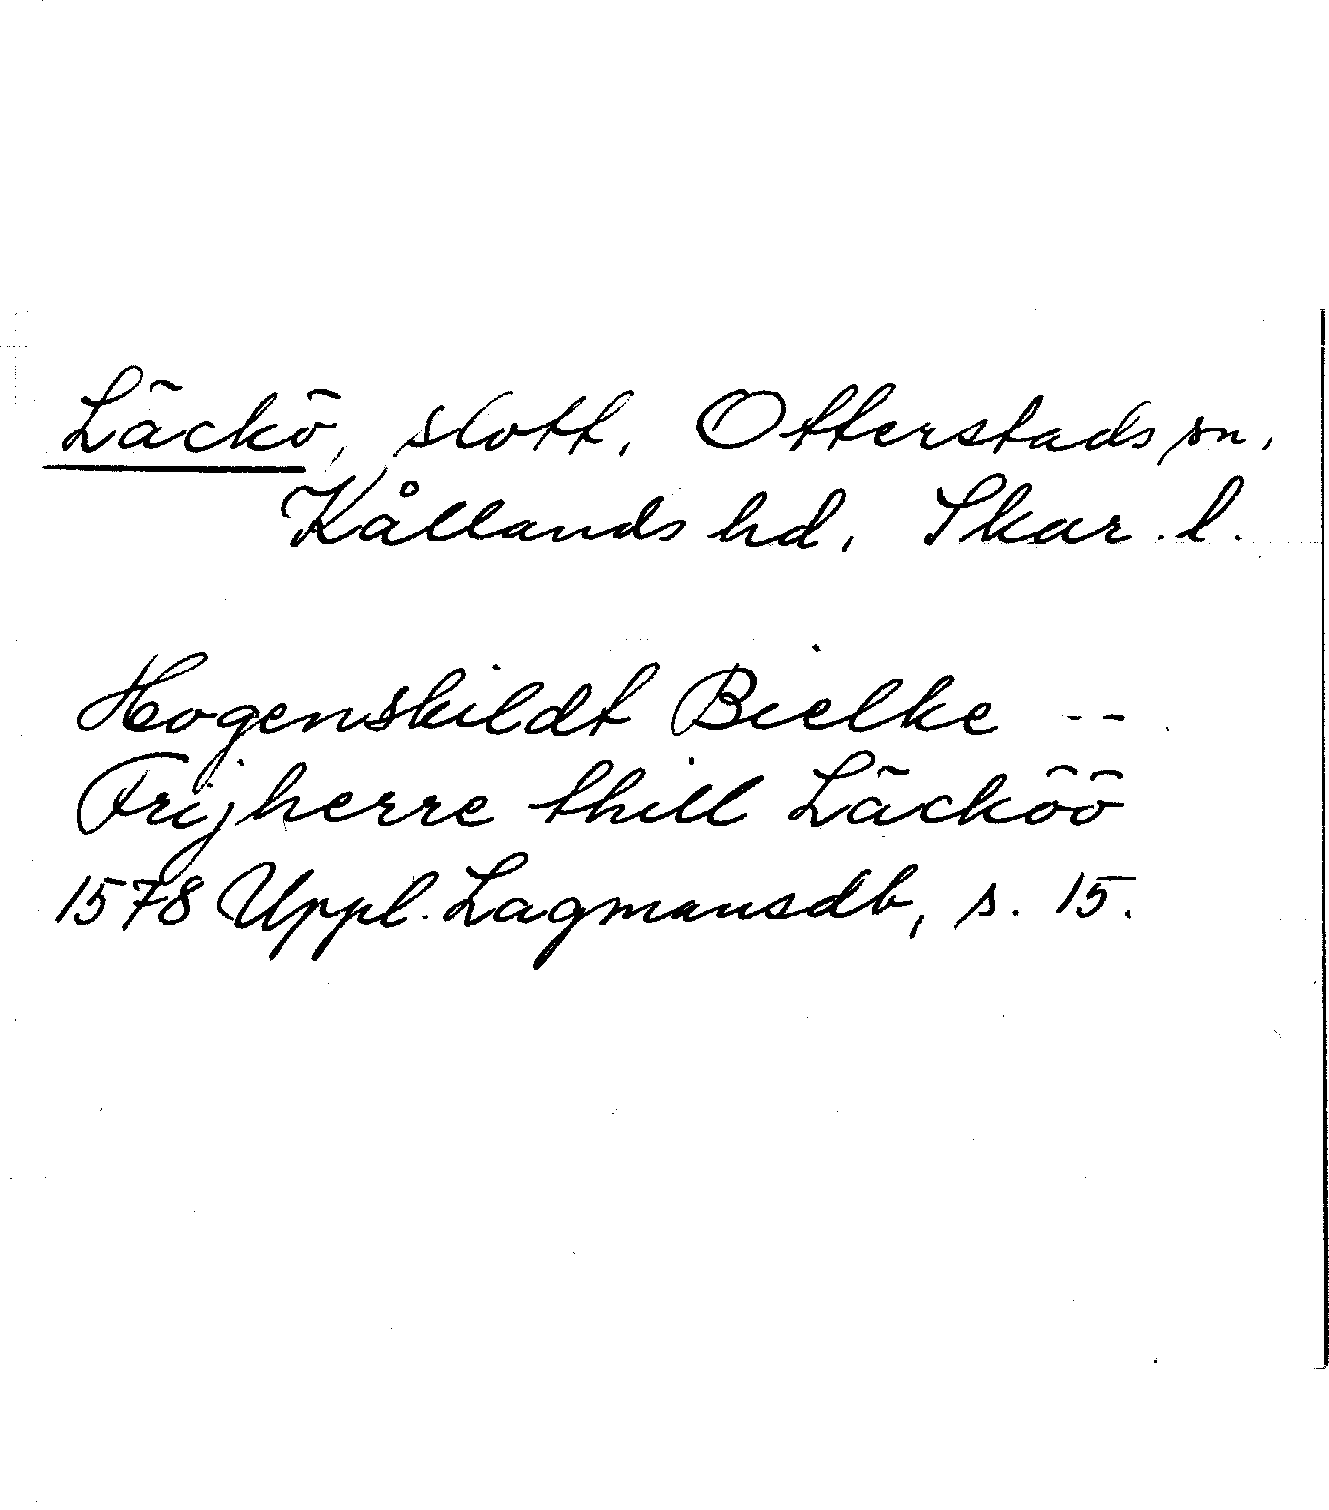 Läckö, slott, Otterstads sn,
Kållands hd, Skar. l.
Hogenskildt Bielke --
Frijherre thill Läcköö
1578 Uppl. Lagmansdb, s. 15.